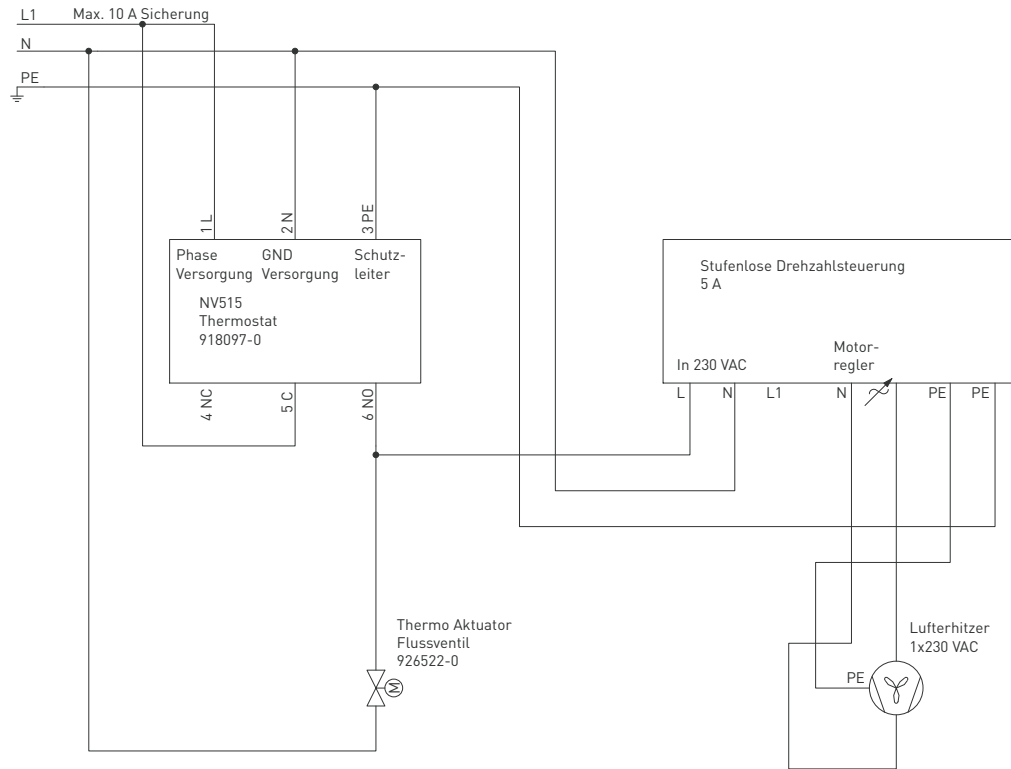 L1
Max. 10 A Sicherung
N
PE
1 L
2 N
3 PE
Phase
Versorgung
GND
Versorgung
Schutz-
leiter
NV515
Thermostat
918097-0
4 NC
5 C
6 NO
Stufenlose Drehzahlsteuerung
5 A
In 230 VAC
Motor-
regler
L
N
L1
N
PE
PE
Thermo Aktuator
Flussventil
926522-0
M
Lufterhitzer
1x230 VAC
PE